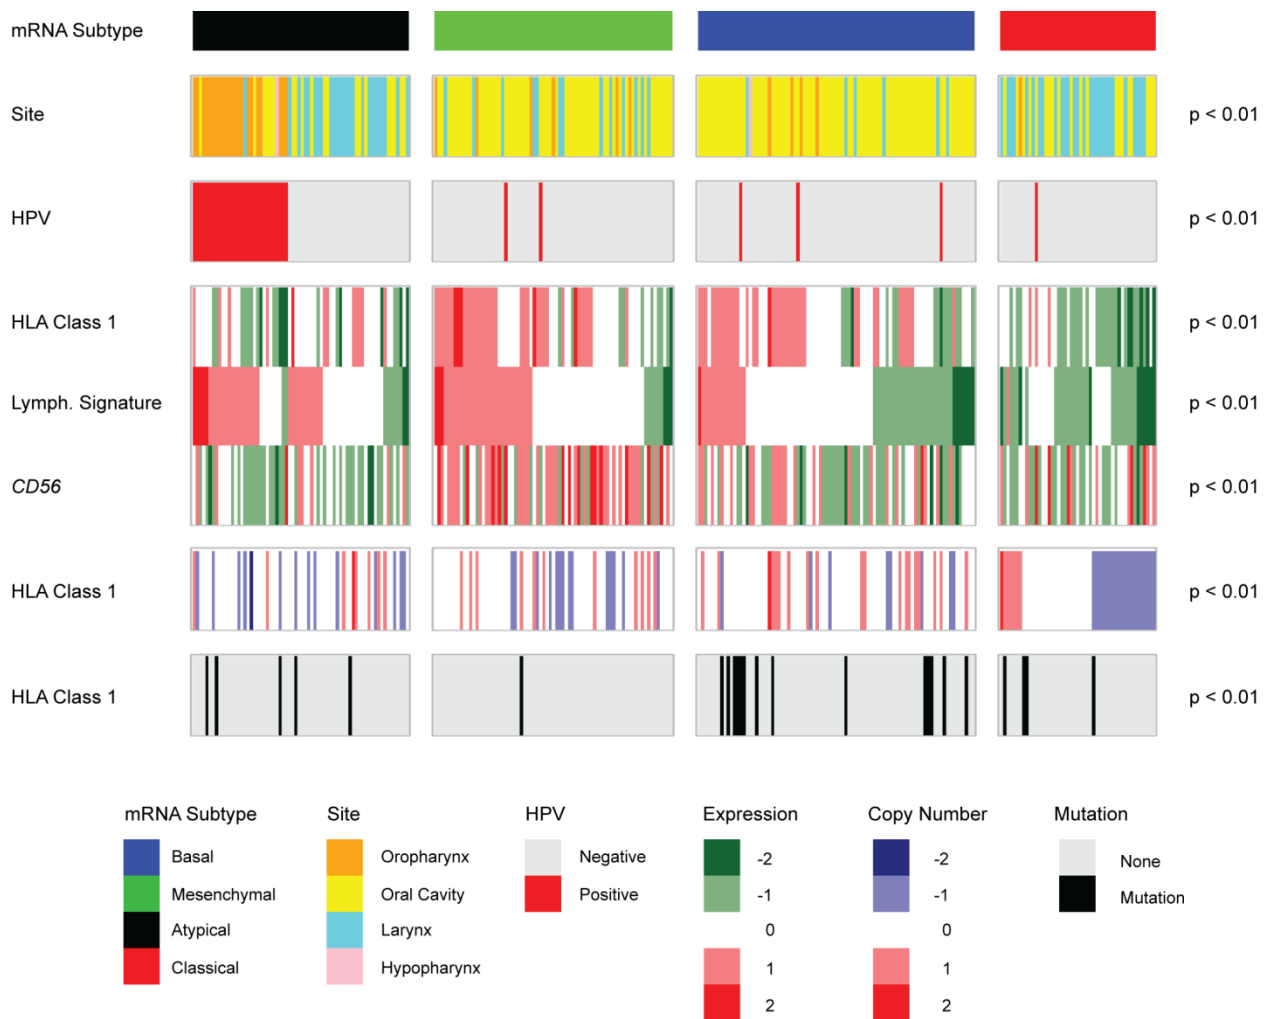 mRNA Subtype
Site p < 0.01
HPV p < 0.01
HLA Class 1 p < 0.01
Lymph. Signature p < 0.01
CD56 p < 0.01
HLA Class 1 p < 0.01
HLA Class 1 p < 0.01
mRNA Subtype Site HPV Expression Copy Number Mutation
Basal Oropharynx Negative -2 -2 None
Mesenchymal Oral Cavity Positive -1 -1 Mutation
Atypical Larynx 0 0
Classical Hypopharynx 1 1
2 2